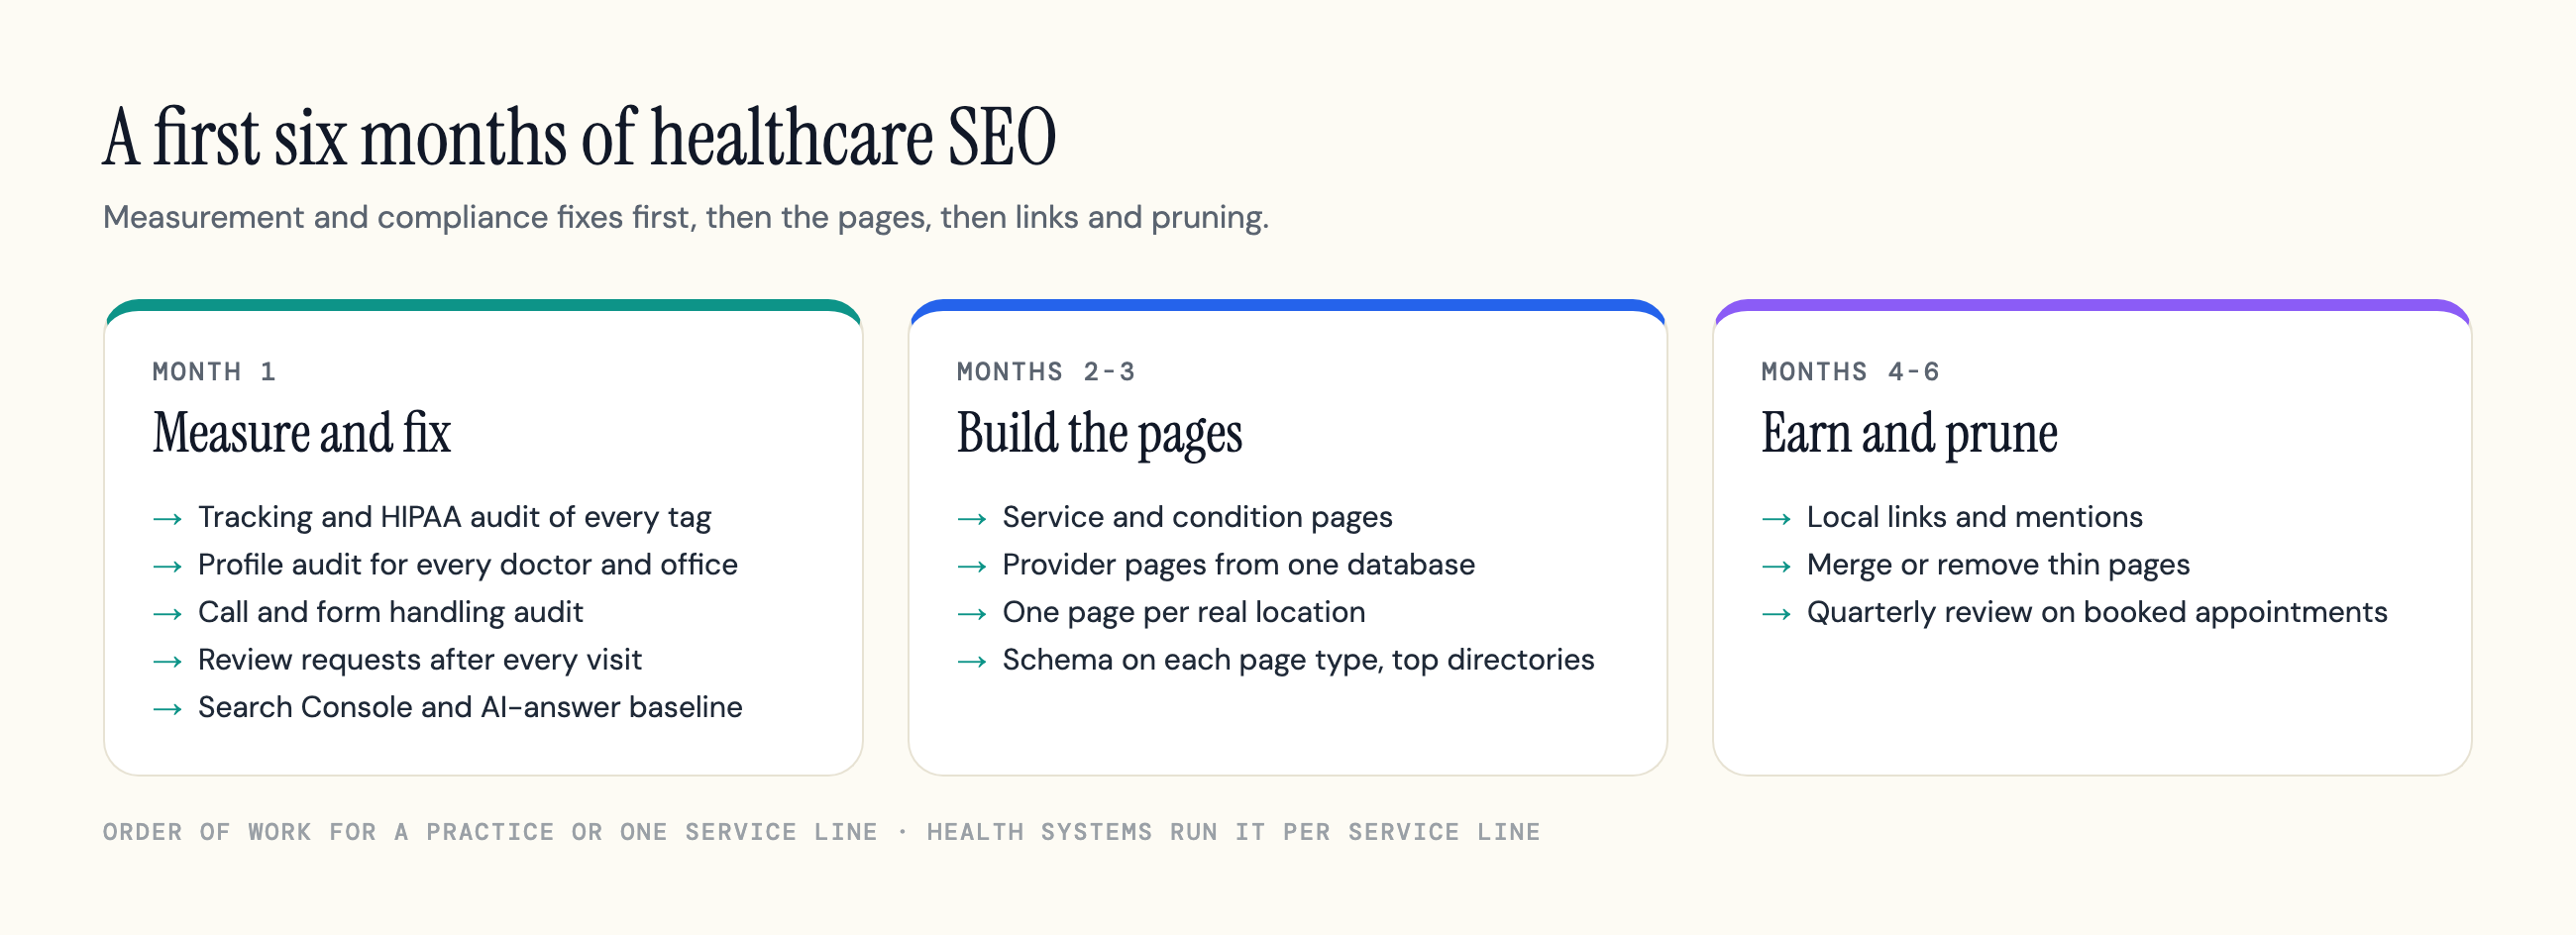 A first six months of healthcare SEO
Measurement and compliance fixes first, then the pages, then links and pruning.
MONTH 1
Measure and fix
→ Tracking and HIPAA audit of every tag
→ Profile audit for every doctor and office
→ Call and form handling audit
→ Review requests after every visit
→ Search Console and AI-answer baseline
MONTHS 2-3
Build the pages
→ Service and condition pages
→ Provider pages from one database
→ One page per real location
→ Schema on each page type, top directories
MONTHS 4-6
Earn and prune
→ Local links and mentions
→ Merge or remove thin pages
→ Quarterly review on booked appointments
ORDER OF WORK FOR A PRACTICE OR ONE SERVICE LINE · HEALTH SYSTEMS RUN IT PER SERVICE LINE